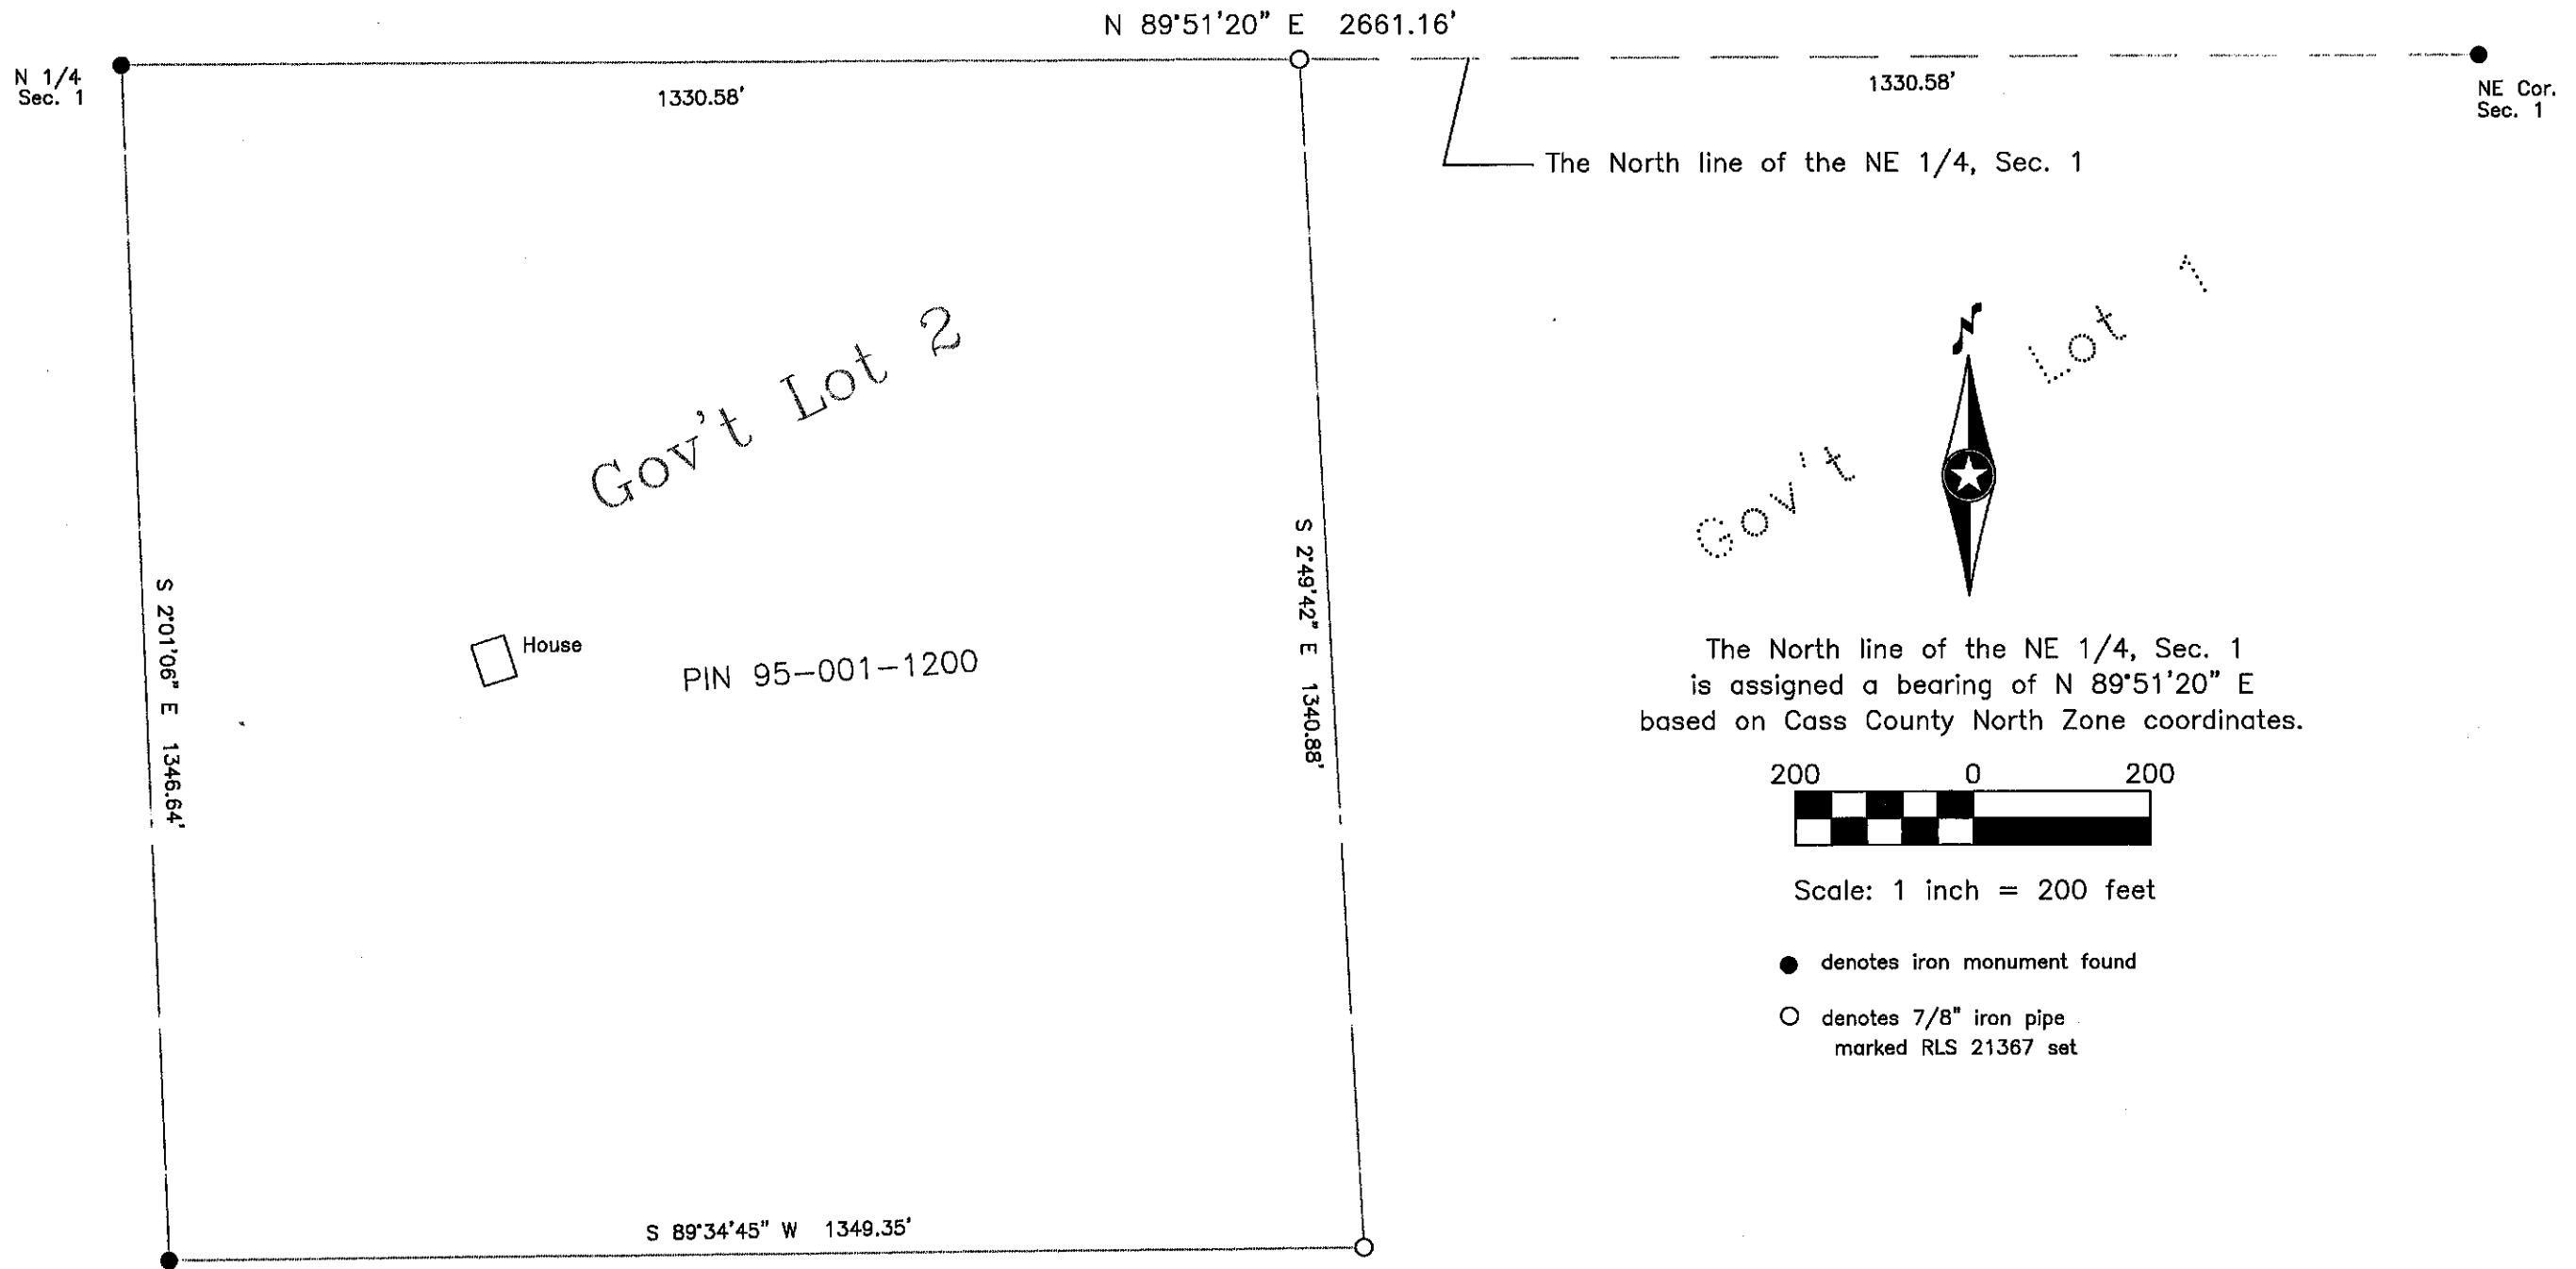 N 89°51'20" E 2661.16'
N 1/4
Sec. 1
1330.58'
1330.58'
NE Cor.
Sec. 1
The North line of the NE 1/4, Sec. 1
Gov't Lot 2
Gov't Lot 1
N
S 2°01'06" E 1346.64'
S 2°49'42" E 1340.88'
House
PIN 95-001-1200
The North line of the NE 1/4, Sec. 1
is assigned a bearing of N 89°51'20" E
based on Cass County North Zone coordinates.
200 0 200
Scale: 1 inch = 200 feet
denotes iron monument found
denotes 7/8" iron pipe
marked RLS 21367 set
S 89°34'45" W 1349.35'